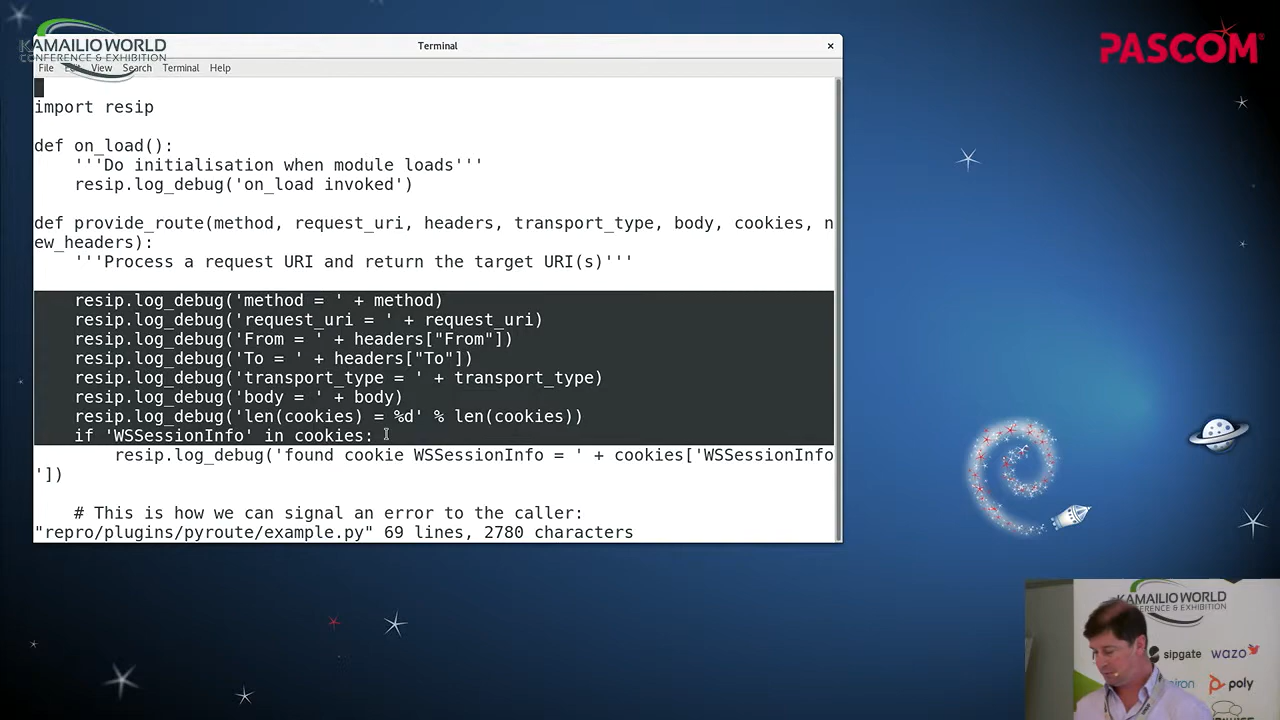 KAMAILIO WORLD
CONFERENCE & EXHIBITION
Terminal
PASCOM
File
View
Search
Terminal
Help
import resip
def on_load():
'''Do initialisation when module loads'''
resip.log_debug('on_load invoked')
def provide_route(method, request_uri, headers, transport_type, body, cookies, n
ew_headers):
'''Process a request URI and return the target URI(s)'''
resip.log_debug('method = ' + method)
resip.log_debug('request_uri = ' + request_uri)
resip.log_debug('From = ' + headers["From"])
resip.log_debug('To = ' + headers["To"])
resip.log_debug('transport_type = ' + transport_type)
resip.log_debug('body = ' + body)
resip.log_debug('len(cookies) = %d' % len(cookies))
if 'WSSessionInfo' in cookies:
resip.log_debug('found cookie WSSessionInfo = ' + cookies['WSSessionInfo
'])
# This is how we can signal an error to the caller:
"repro/plugins/pyroute/example.py" 69 lines, 2780 characters
KAMAILIO WORLD
CONFERENCE & EXHIBITION
sipgate
wazo
poly